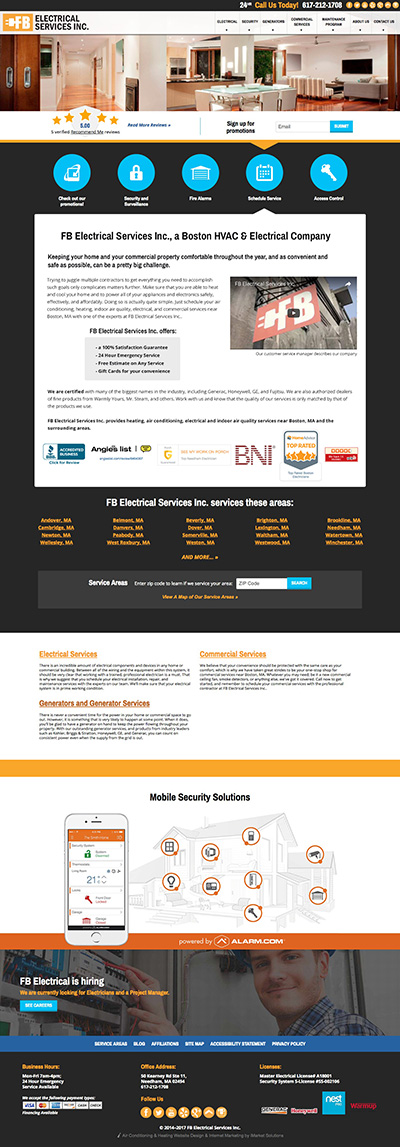 24HR Call Us Today! 617-212-1708
FB ELECTRICAL SERVICES INC.
ELECTRICAL
SECURITY
GENERATORS
COMMERCIAL SERVICES
MAINTENANCE PROGRAM
ABOUT US
CONTACT US
5.00
5 verified Recommend Me reviews
Read More Reviews »
Sign up for promotions
Email
SUBMIT
Check out our promotions!
Security and Surveillance
Fire Alarms
Schedule Service
Access Control
FB Electrical Services Inc., a Boston HVAC & Electrical Company
Keeping your home and your commercial property comfortable throughout the year, and as convenient and safe as possible, can be a pretty big challenge.
Trying to juggle multiple contractors to get everything you need to accomplish such goals only complicates matters further. Make sure that you are able to heat and cool your home and to power all of your appliances and electronics safely, effectively, and affordably. Doing so is actually quite simple. Just schedule your air conditioning, heating, indoor air quality, electrical, and commercial services near Boston, MA with one of the experts at FB Electrical Services Inc.
FB Electrical Services Inc.
Our customer service manager describes our company
FB Electrical Services Inc. offers:
- a 100% Satisfaction Guarantee
- 24 Hour Emergency Service
- Free Estimate on Any Service
- Gift Cards for your convenience
We are certified with many of the biggest names in the industry, including Generac, Honeywell, GE, and Fujitsu. We are also authorized dealers of fine products from Warmly Yours, Mr. Steam, and others. Work with us and know that the quality of our services is only matched by that of the products we use.
FB Electrical Services Inc. provides heating, air conditioning, electrical and indoor air quality services near Boston, MA and the surrounding areas.
BBB ACCREDITED BUSINESS
Click for Review
Angies list
SEE MY WORK ON PORCH
BNI
HomeAdvisor
TOP RATED
FB Electrical Services Inc. services these areas:
Andover, MA
Belmont, MA
Beverly, MA
Brighton, MA
Brookline, MA
Cambridge, MA
Danvers, MA
Dover, MA
Lexington, MA
Needham, MA
Newton, MA
Peabody, MA
Somerville, MA
Waltham, MA
Watertown, MA
Wellesley, MA
West Roxbury, MA
Weston, MA
Westwood, MA
Winchester, MA
AND MORE... »
Service Areas
Enter zip code to learn if we service your area:
ZIP Code
SEARCH
View A Map of Our Service Areas »
Electrical Services
There is an incredible amount of electrical components and devices in any home or commercial building. Between all of the wiring and the equipment within this system, it should be very clear that working with a trained, professional electrician is a must. That is why we suggest that you schedule your electrical installation, repair, and maintenance services with the experts on our team. We'll make sure that your electrical system is in prime working condition.
Commercial Services
We believe that your convenience should be protected with the same care as your comfort, which is why we have taken great strides to be your one-stop shop for commercial services near Boston, MA. Whatever you may need, be it a new commercial ceiling fan, smoke detectors, or anything else, we've got it covered. Call now to get started, and remember to schedule your commercial services with the professional contractor at FB Electrical Services Inc.
Generators and Generator Services
There is never a convenient time for the power in your home or commercial space to go out. However, it is something that is very likely to happen at some point. When it does, you'll be glad to have a generator on hand to keep the power flowing throughout your property. With our outstanding generator services, and products from industry leaders such as Kohler, Briggs & Stratton, Honeywell, GE, and Generac, you can count on consistent power even when the supply from the grid is out.
Mobile Security Solutions
Security System
System Disarmed
Thermostats
Living Room
Locks
Front Door Locked
Garage
Garage Closed
powered by ALARM.COM
FB Electrical is hiring
We are currently looking for Electricians and a Project Manager.
SEE CAREERS
SERVICE AREAS
BLOG
AFFILIATIONS
SITE MAP
ACCESSIBILITY STATEMENT
PRIVACY POLICY
Business Hours:
Mon-Fri 7am-4pm;
24 Hour Emergency
Service Available
We accept the following payment types:
VISA
Financing Available
Office Address:
50 Kearney Rd Ste 11,
Needham, MA 02494
617-212-1708
Follow Us
Licenses:
Master Electrical License# A18001
Security System S-License #SS-002106
GENERAC
Honeywell
nest
© 2014-2017 FB Electrical Services Inc.
Air Conditioning & Heating Website Design & Internet Marketing by iMarket Solutions